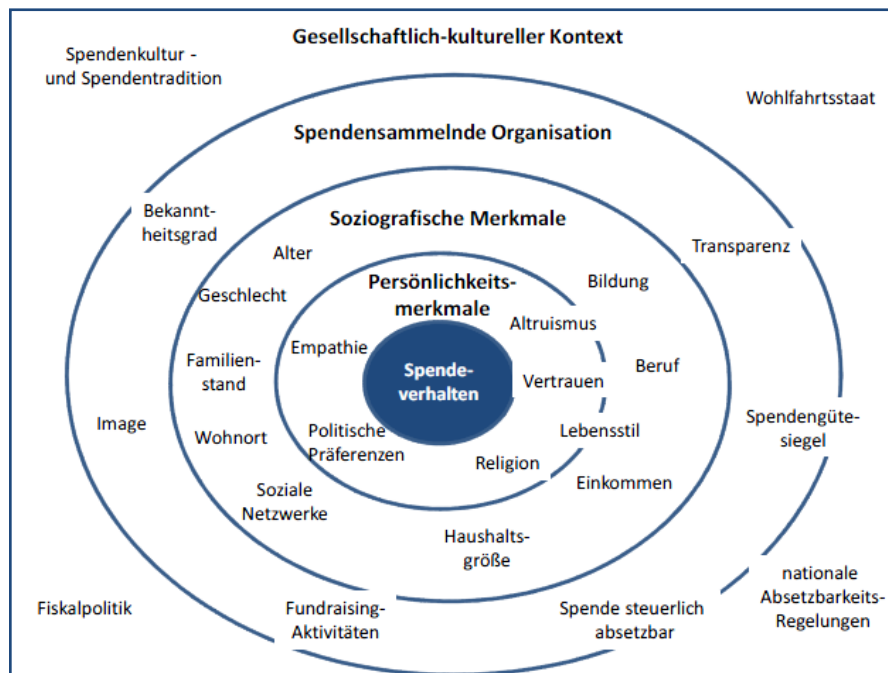 Gesellschaftlich-kultureller Kontext
Spendenkultur -
und Spendentradition
Wohlfahrtsstaat
Spendensammelnde Organisation
Bekannt-
heitsgrad
Soziografische Merkmale
Transparenz
Alter
Bildung
Geschlecht
Persönlichkeits-
merkmale
Altruismus
Empathie
Familien-
stand
Spende-
verhalten
Vertrauen
Beruf
Image
Wohnort
Politische
Präferenzen
Lebensstil
Spendengüte-
siegel
Religion
Einkommen
Soziale
Netzwerke
Haushalts-
größe
nationale
Absetzbarkeits-
Regelungen
Fiskalpolitik
Fundraising-
Aktivitäten
Spende steuerlich
absetzbar